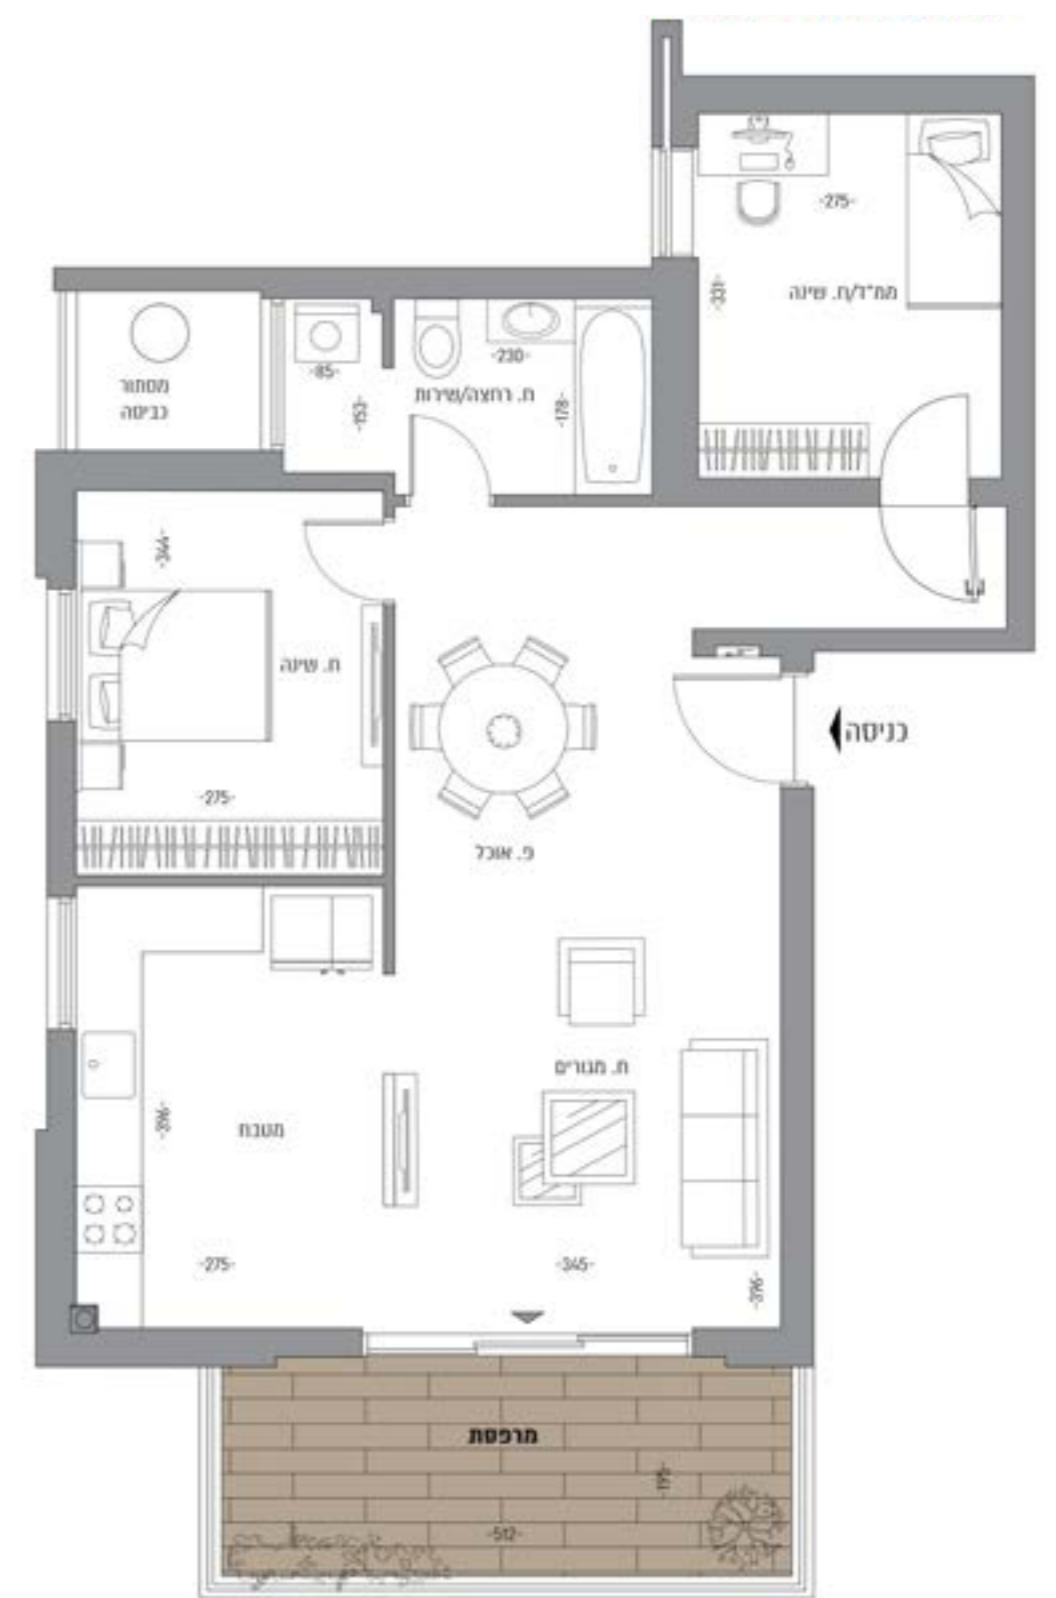 -275-
-331-
ממ"ד/ח. שינה
-230-
-85-
ח. רחצה/שירות
-178-
-153-
מסתור
כביסה
-344-
ח. שינה
-275-
כניסה
פ. אוכל
ח. מגורים
מטבח
-396-
-275-
-345-
-396-
מרפסת
-195-
-512-